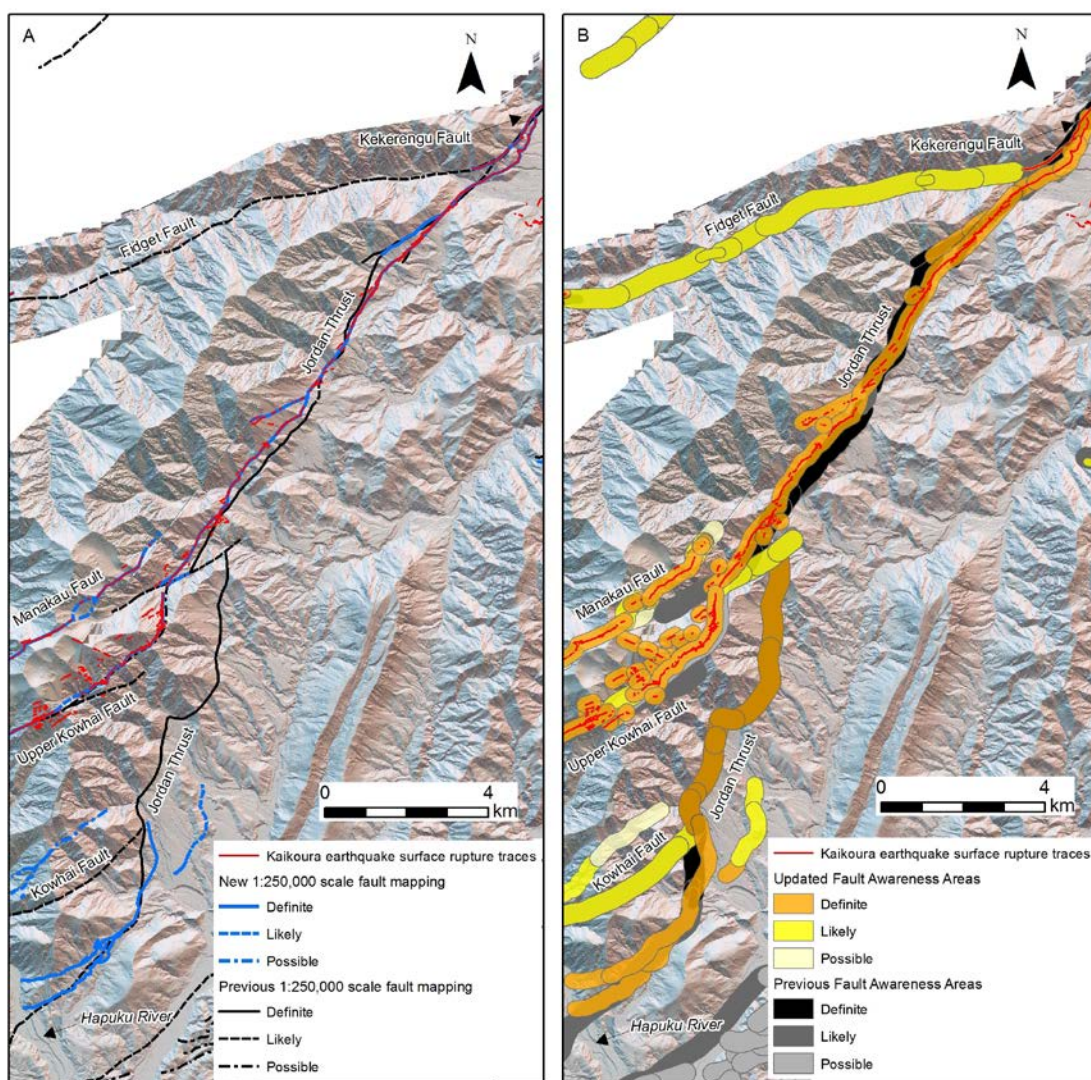 A
N
Kekerengu Fault
Fidget Fault
Jordan Thrust
Manakau Fault
Upper Kowhai Fault
Jordan Thrust
Kowhai Fault
Hapuku River
0 4
km
Kaikoura earthquake surface rupture traces
New 1:250,000 scale fault mapping
Definite
Likely
Possible
Previous 1:250,000 scale fault mapping
Definite
Likely
Possible
B
N
Kekerengu Fault
Fidget Fault
Jordan Thrust
Manakau Fault
Upper Kowhai Fault
Jordan Thrust
Kowhai Fault
Hapuku River
0 4
km
Kaikoura earthquake surface rupture traces
Updated Fault Awareness Areas
Definite
Likely
Possible
Previous Fault Awareness Areas
Definite
Likely
Possible